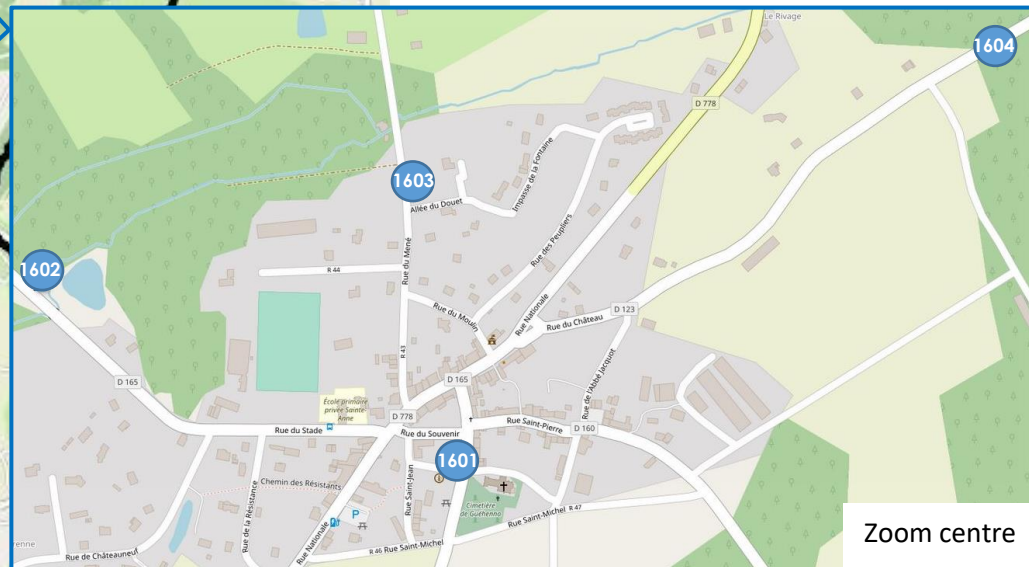 Le Rivage
1604
D 778
Impasse de la Fontaine
1603
Allée du Douet
Rue des Peupliers
1602
R 44
Rue du Mené
Rue du Moulin
Rue Nationale
D 123
Rue du Château
R 43
Rue de l'Abbé Jacquot
D 165
D 165
École primaire
privée Sainte-
Anne
D 778
Rue du Stade
Rue du Souvenir
Rue Saint-Pierre
D 160
1601
Chemin des Résistants
Rue Saint-Jean
Rue de la Résistance
P
Cimetière
de Guéhenno
Rue Saint-Michel
R 47
Rue Nationale
R 46
Rue Saint-Michel
Rue de Châteauneuf
Zoom centre